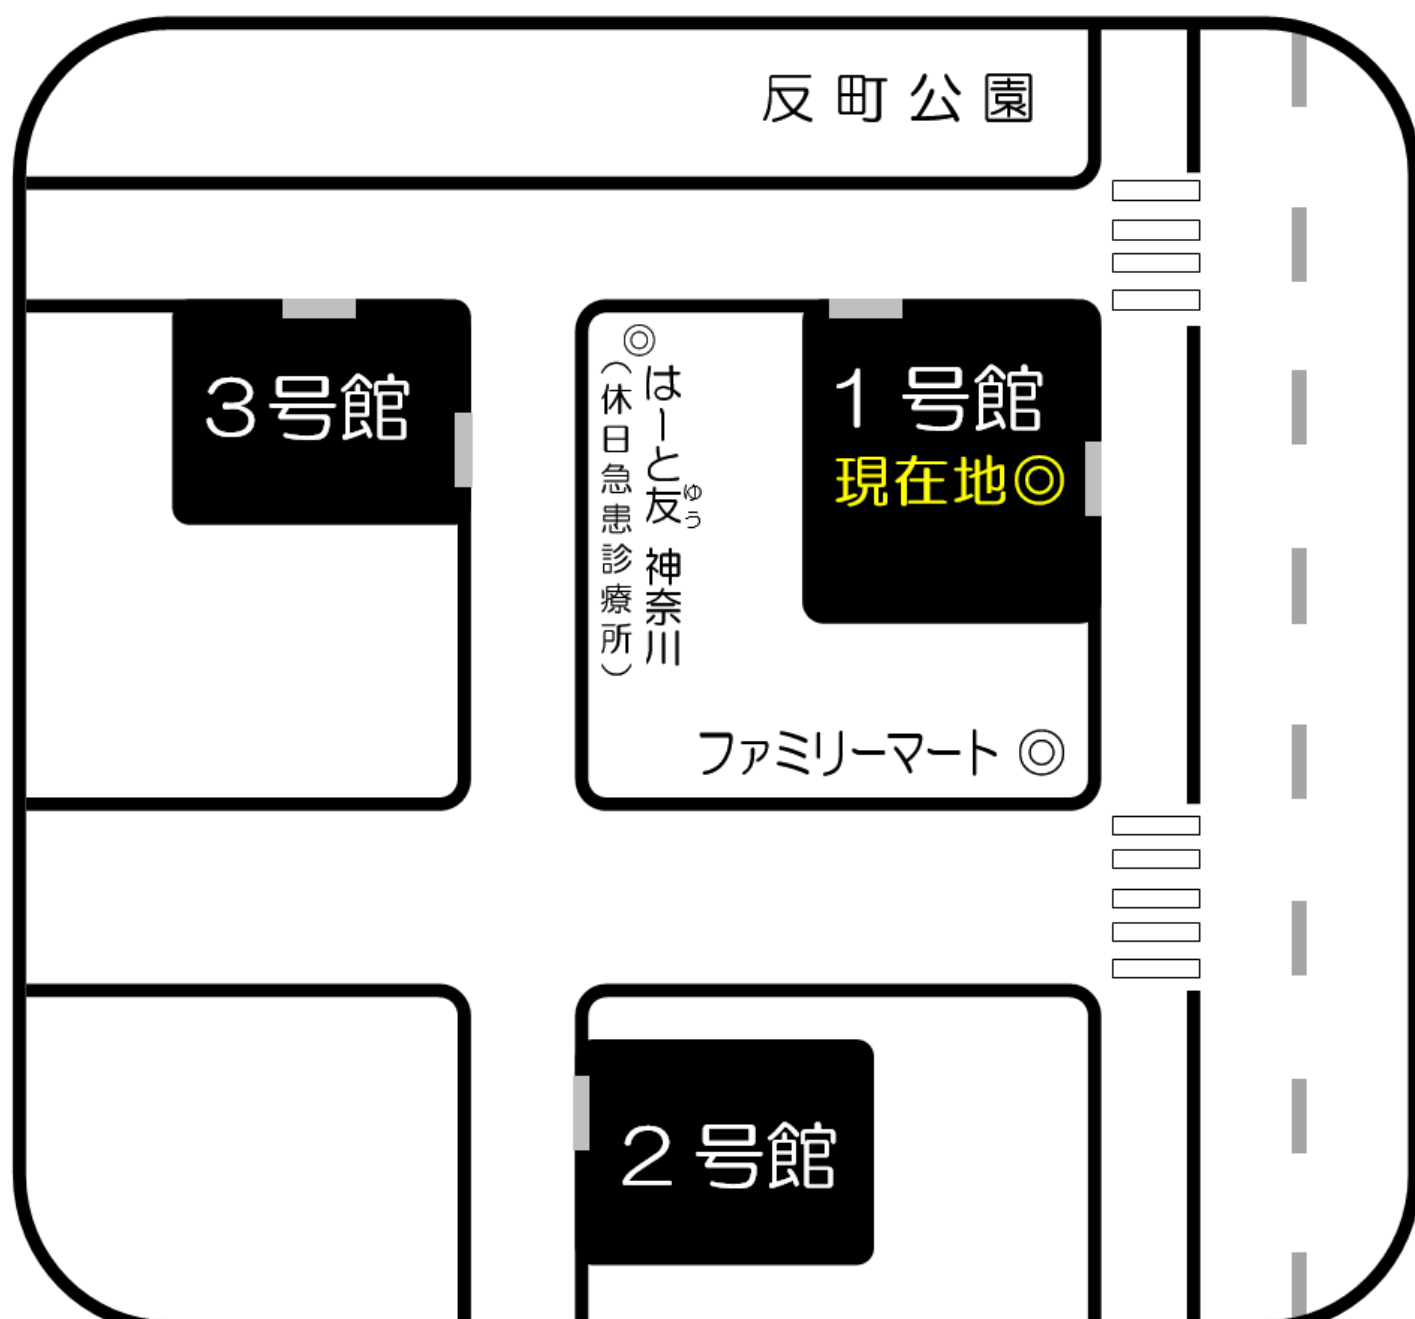 反町公園
3号館
1号館
現在地◎
◎はーと友 神奈川
ゆう
（休日急患診療所）
ファミリーマート ◎
2号館